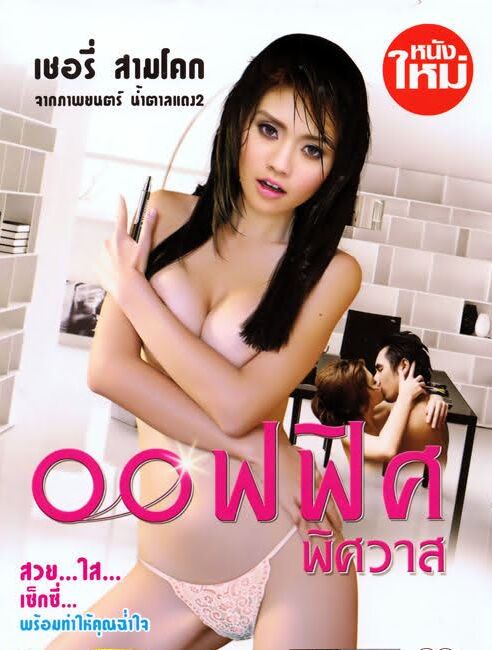 เชอรี่ สามโคก
จากภาพยนตร์ น้ำตาลแดง2
หนัง
ใหม่
ออฟฟิศ
พิศวาส
สวย...ใส...
เซ็กซี่...
พร้อมทำให้คุณฉ่ำใจ